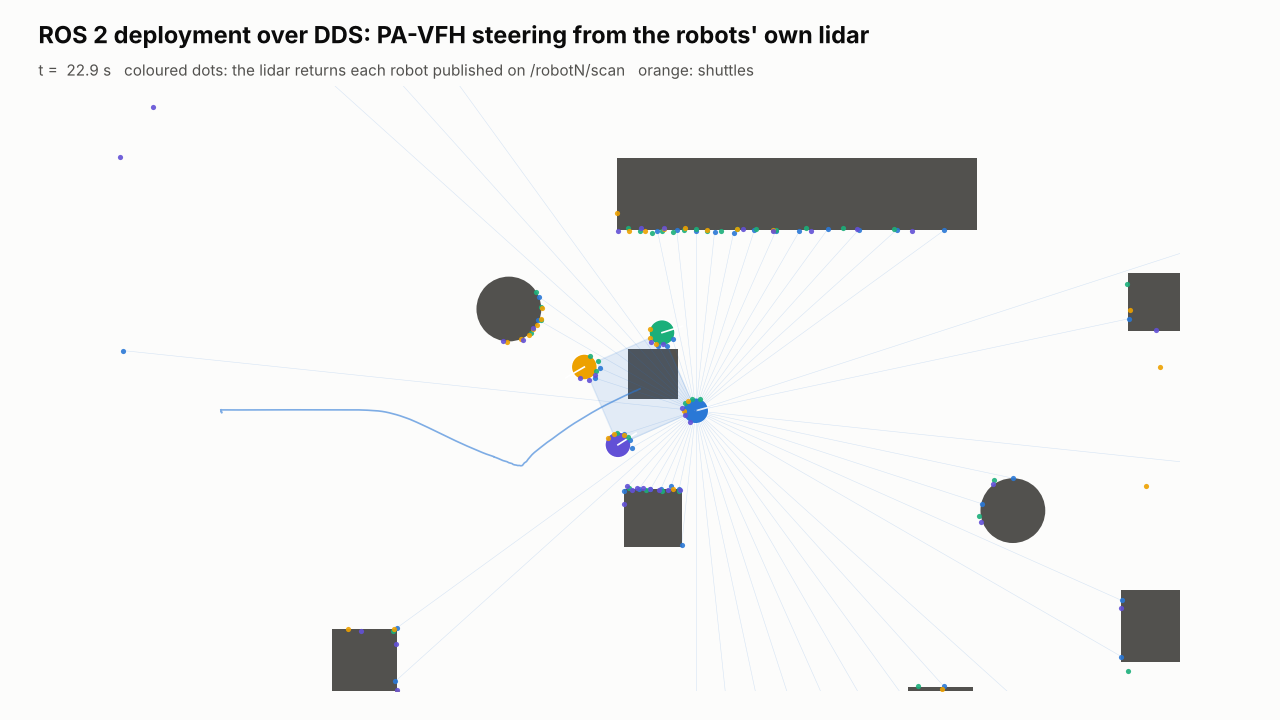 ROS 2 deployment over DDS: PA-VFH steering from the robots' own lidar
t =  22.9 s   coloured dots: the lidar returns each robot published on /robotN/scan   orange: shuttles